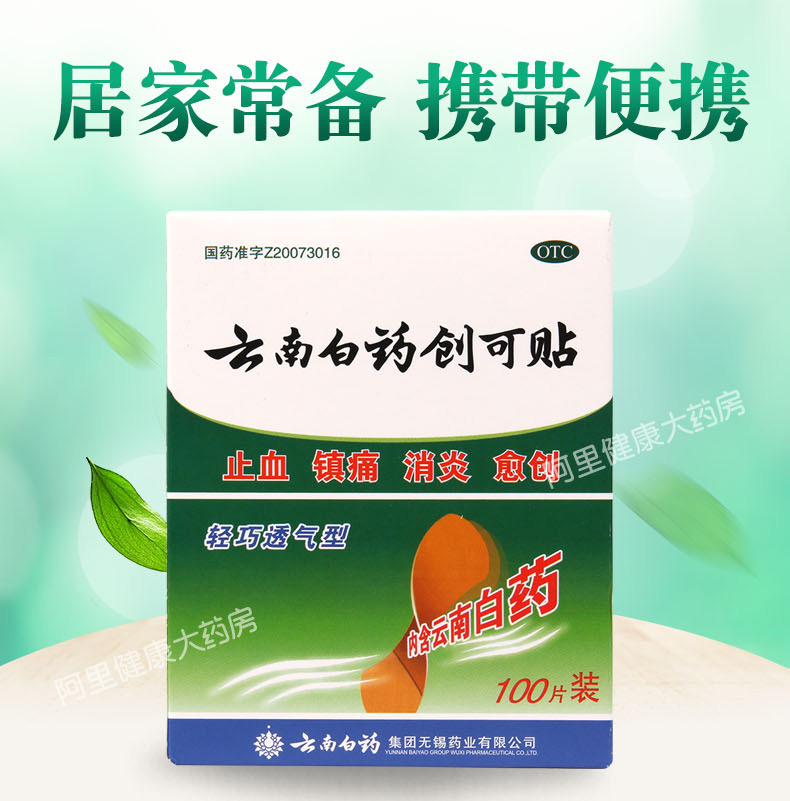 居家常备 携带便携
国药准字Z20073016
OTC
云南白药创可贴
止血 镇痛 消炎 愈创
阿里健康大药房
轻巧透气型
内含云南白药
阿里健康大药房
100片装
云南白药 集团无锡药业有限公司
YUNNAN BAIYAO GROUP WUXI PHARMACEUTICAL CO.,LTD.